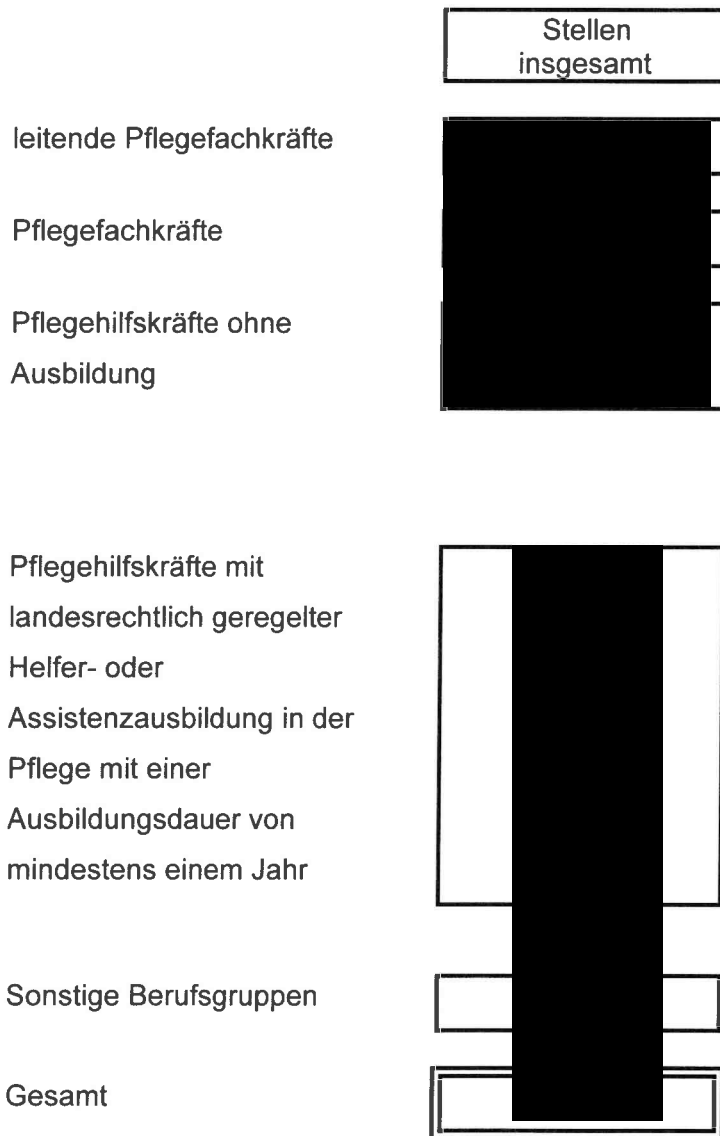 Stellen
insgesamt
leitende Pflegefachkräfte
Pflegefachkräfte
Pflegehilfskräfte ohne
Ausbildung
Pflegehilfskräfte mit
landesrechtlich geregelter
Helfer- oder
Assistenzausbildung in der
Pflege mit einer
Ausbildungsdauer von
mindestens einem Jahr
Sonstige Berufsgruppen
Gesamt